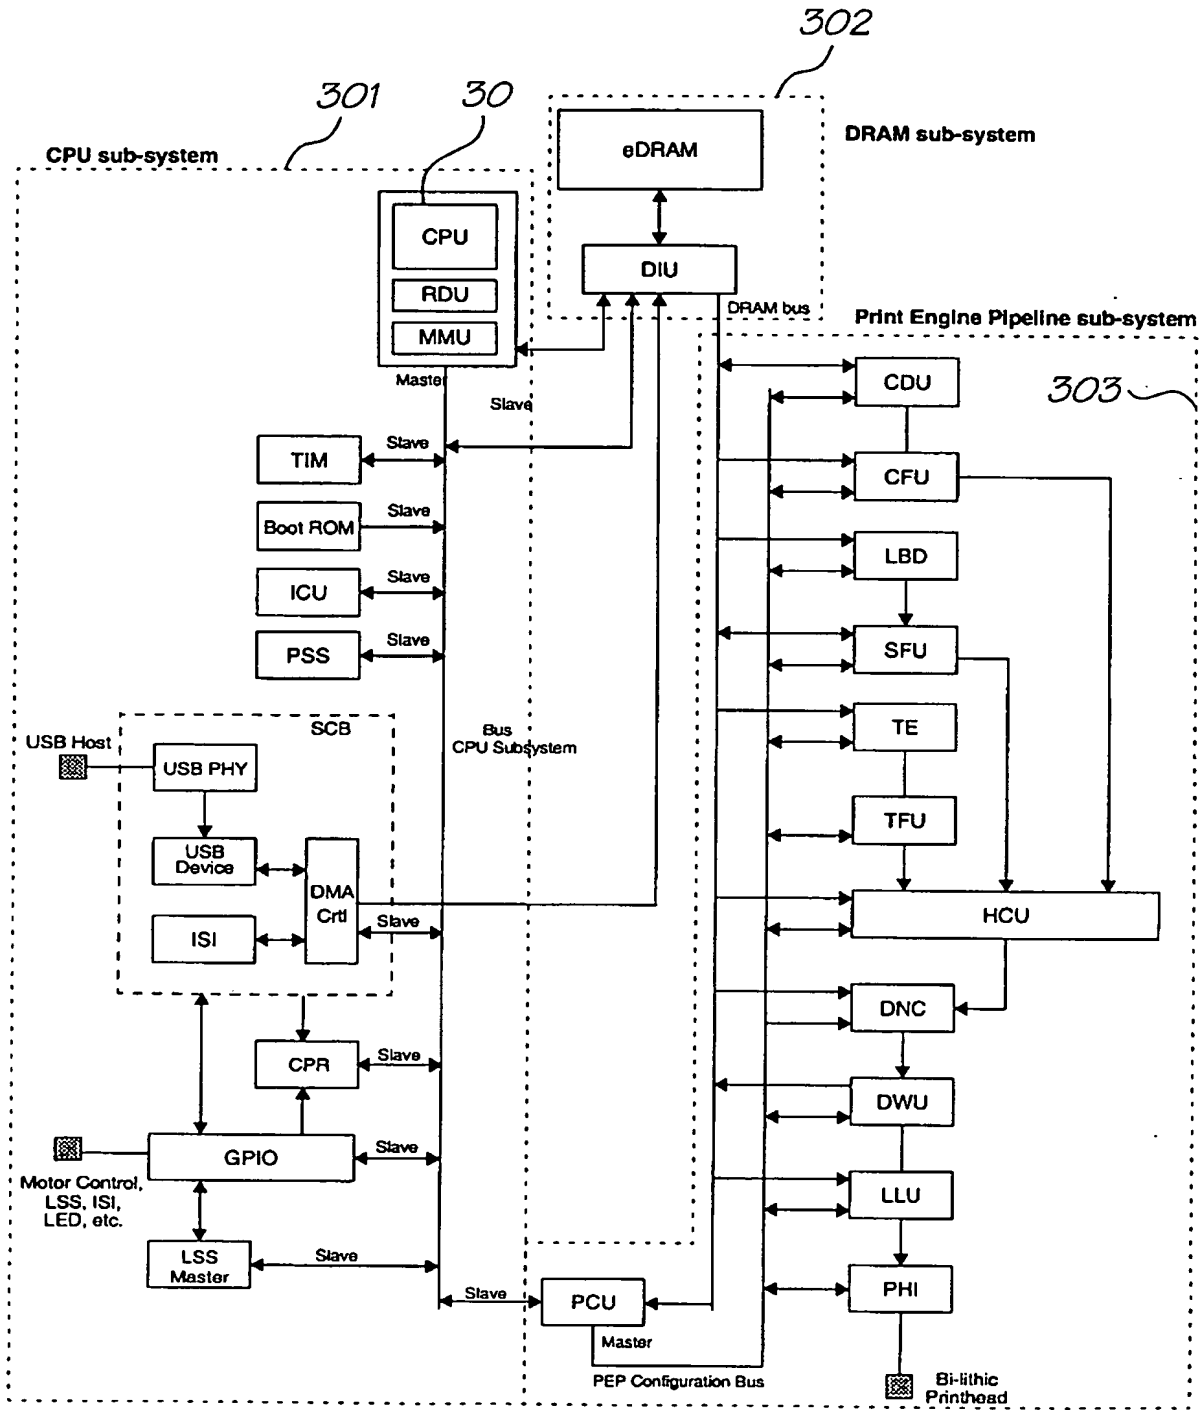 302
301
30
CPU sub-system
DRAM sub-system
eDRAM
CPU
DIU
RDU
DRAM bus
MMU
Print Engine Pipeline sub-system
Master
Slave
CDU
303
Slave
TIM
CFU
Slave
Boot ROM
LBD
Slave
ICU
Slave
PSS
SFU
SCB
Bus
CPU Subsystem
TE
USB Host
USB PHY
TFU
USB
Device
DMA
Crtl
HCU
Slave
ISI
DNC
CPR
Slave
DWU
GPIO
Slave
Motor Control,
LSS, ISI,
LED, etc.
LLU
LSS
Master
Slave
PHI
Slave
PCU
Master
PEP Configuration Bus
Bi-lithic
Printhead